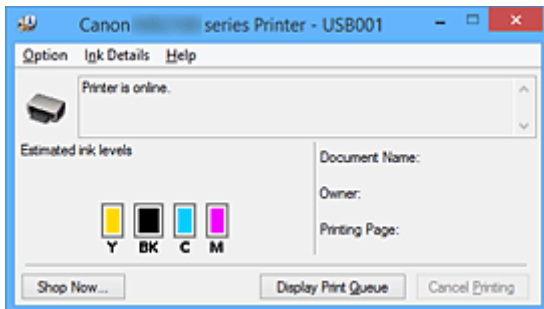 Canon series Printer - USB001
Option Ink Details Help
Printer is online.
Estimated ink levels
Document Name:
Owner:
Printing Page:
Y BK C M
Shop Now... Display Print Queue Cancel Printing